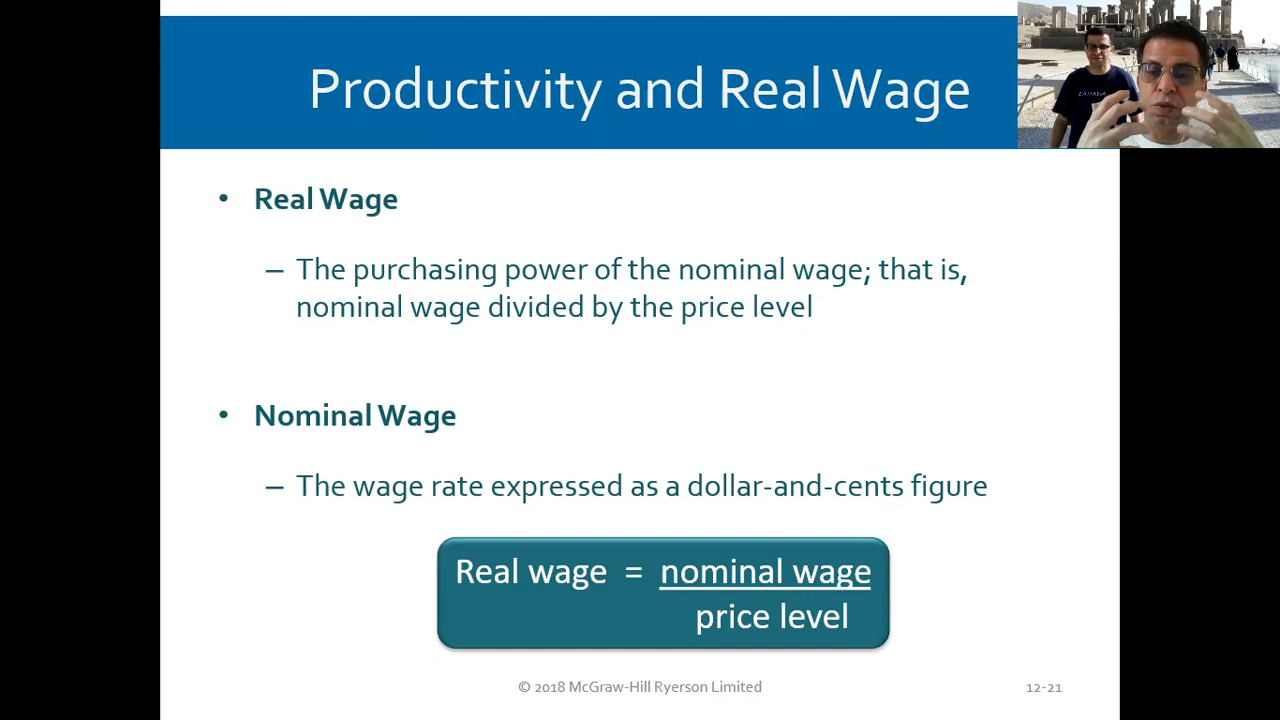 Productivity and Real Wage
• Real Wage
– The purchasing power of the nominal wage; that is,
nominal wage divided by the price level
• Nominal Wage
– The wage rate expressed as a dollar-and-cents figure
Real wage = nominal wage
price level
© 2018 McGraw-Hill Ryerson Limited
12-21